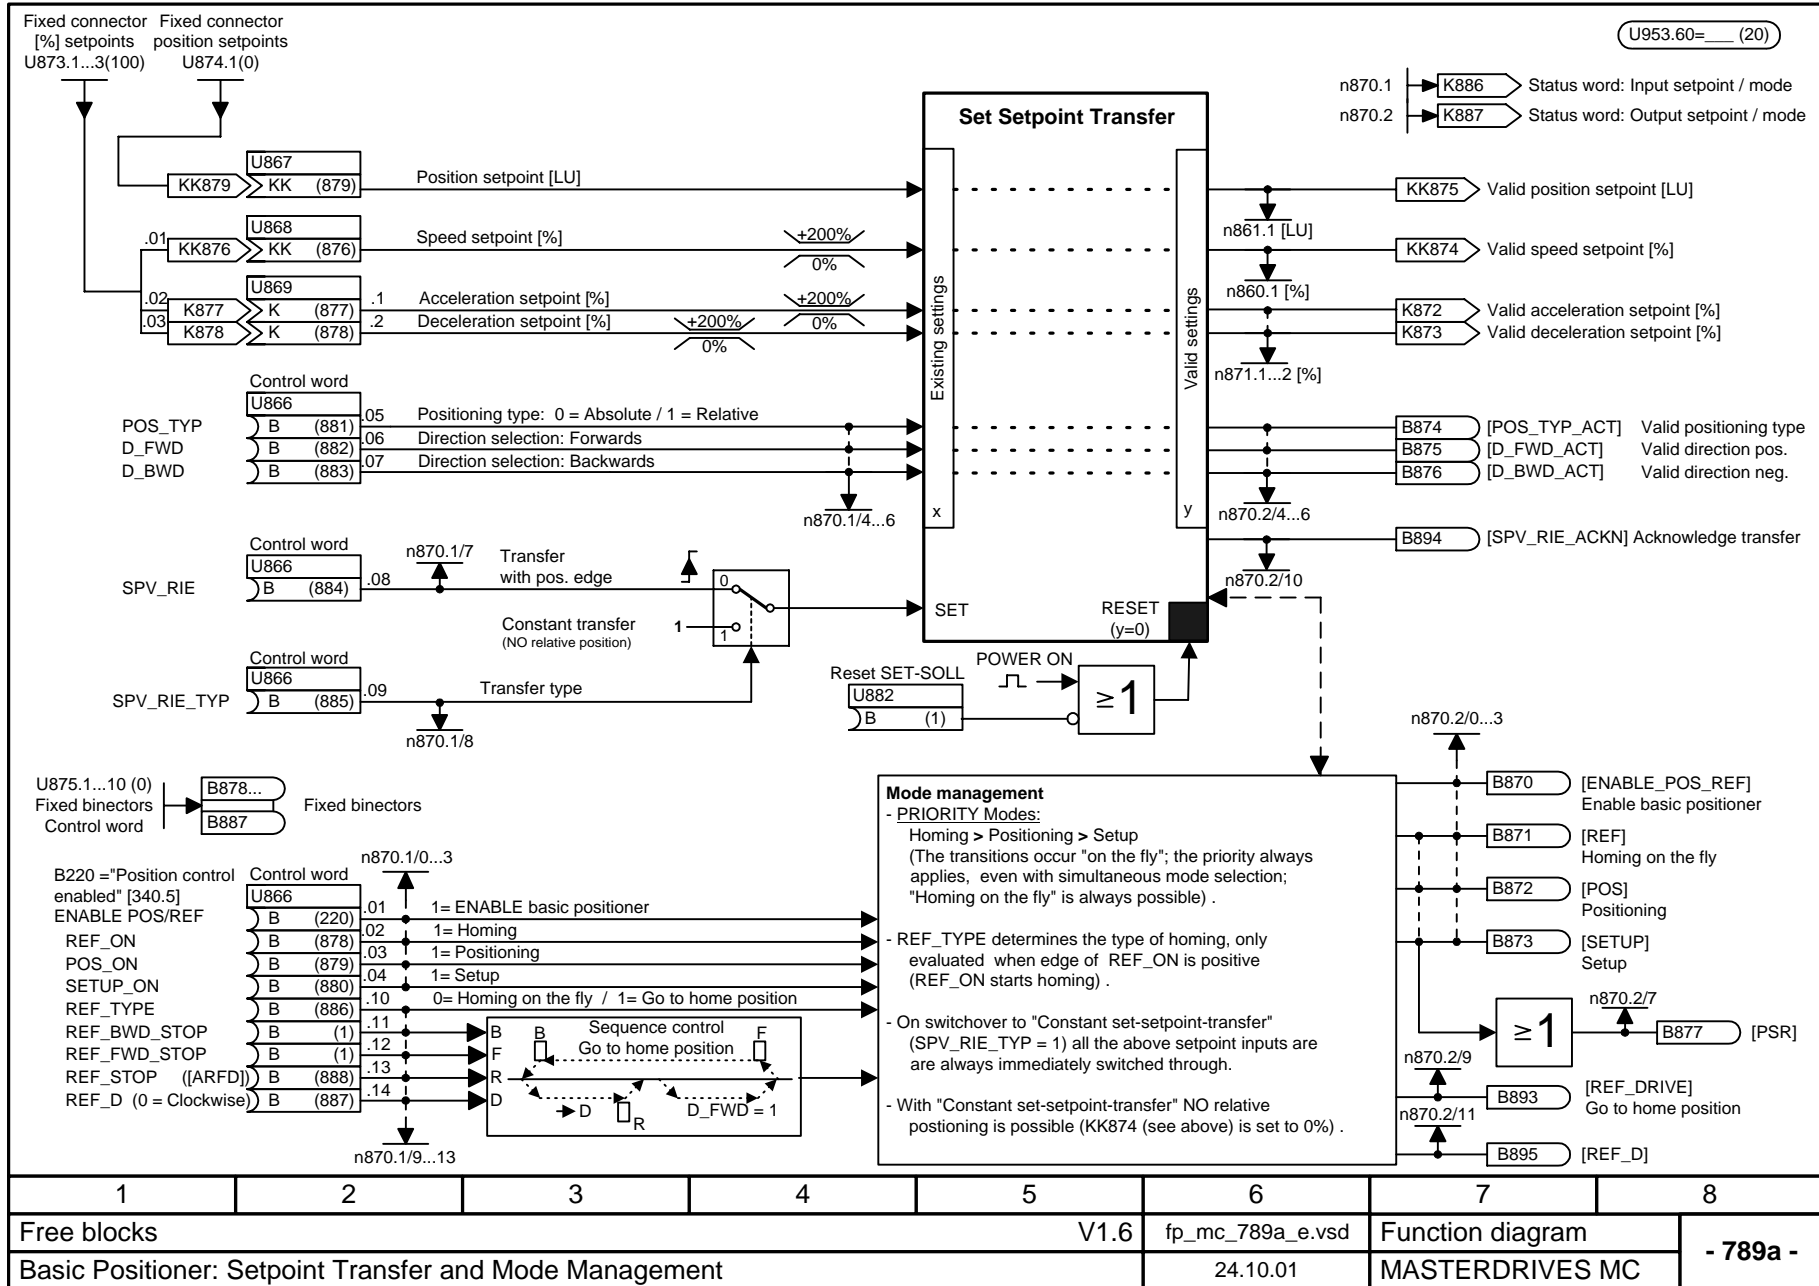 Fixed connector
[%] setpoints
U873.1...3(100)
Fixed connector
position setpoints
U874.1(0)
U953.60=___ (20)
n870.1 K886 Status word: Input setpoint / mode
n870.2 K887 Status word: Output setpoint / mode
Set Setpoint Transfer
U867
KK879 KK (879) Position setpoint [LU]
KK875 Valid position setpoint [LU]
n861.1 [LU]
U868
.01 KK876 KK (876) Speed setpoint [%] +200% 0%
KK874 Valid speed setpoint [%]
n860.1 [%]
U869
.02 K877 K (877) .1 Acceleration setpoint [%] +200% 0%
K872 Valid acceleration setpoint [%]
.03 K878 K (878) .2 Deceleration setpoint [%] +200% 0%
K873 Valid deceleration setpoint [%]
n871.1...2 [%]
Existing settings
x
Valid settings
y
Control word
U866
POS_TYP B (881) .05 Positioning type: 0 = Absolute / 1 = Relative
D_FWD B (882) .06 Direction selection: Forwards
D_BWD B (883) .07 Direction selection: Backwards
n870.1/4...6
B874 [POS_TYP_ACT] Valid positioning type
B875 [D_FWD_ACT] Valid direction pos.
B876 [D_BWD_ACT] Valid direction neg.
n870.2/4...6
B894 [SPV_RIE_ACKN] Acknowledge transfer
n870.2/10
Control word
U866
SPV_RIE B (884) .08
n870.1/7
Transfer
with pos. edge
0
Constant transfer
(NO relative position)
1
1
SET
RESET
(y=0)
Control word
U866
SPV_RIE_TYP B (885) .09 Transfer type
n870.1/8
POWER ON
Reset SET-SOLL
U882
B (1)
≥1
U875.1...10 (0)
Fixed binectors
Control word
B878...
B887
Fixed binectors
n870.1/0...3
B220 ="Position control
enabled" [340.5]
Control word
U866
ENABLE POS/REF B (220) .01 1= ENABLE basic positioner
REF_ON B (878) .02 1= Homing
POS_ON B (879) .03 1= Positioning
SETUP_ON B (880) .04 1= Setup
REF_TYPE B (886) .10 0= Homing on the fly / 1= Go to home position
REF_BWD_STOP B (1) .11
REF_FWD_STOP B (1) .12
REF_STOP ([ARFD]) B (888) .13
REF_D (0 = Clockwise) B (887) .14
n870.1/9...13
B
F
R
D
Sequence control
Go to home position
B
F
D
R
D_FWD = 1
Mode management
- PRIORITY Modes:
Homing > Positioning > Setup
(The transitions occur "on the fly"; the priority always
applies, even with simultaneous mode selection;
"Homing on the fly" is always possible) .
- REF_TYPE determines the type of homing, only
evaluated when edge of REF_ON is positive
(REF_ON starts homing) .
- On switchover to "Constant set-setpoint-transfer"
(SPV_RIE_TYP = 1) all the above setpoint inputs are
are always immediately switched through.
- With "Constant set-setpoint-transfer" NO relative
postioning is possible (KK874 (see above) is set to 0%) .
n870.2/0...3
B870 [ENABLE_POS_REF]
Enable basic positioner
B871 [REF]
Homing on the fly
B872 [POS]
Positioning
B873 [SETUP]
Setup
≥1
n870.2/7
B877 [PSR]
n870.2/9
B893 [REF_DRIVE]
Go to home position
n870.2/11
B895 [REF_D]
1 2 3 4 5 6 7 8
Free blocks V1.6 fp_mc_789a_e.vsd Function diagram
- 789a -
Basic Positioner: Setpoint Transfer and Mode Management 24.10.01 MASTERDRIVES MC